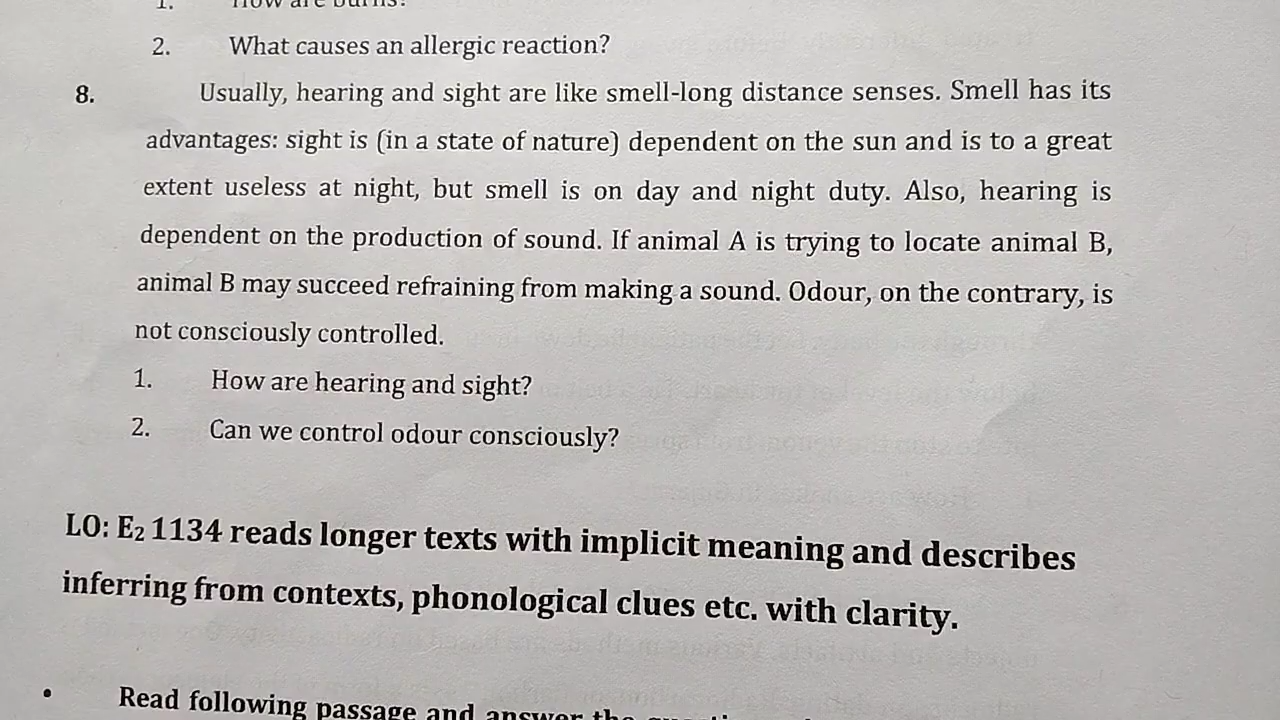 1. How are burns?
2. What causes an allergic reaction?
8. Usually, hearing and sight are like smell-long distance senses. Smell has its
advantages: sight is (in a state of nature) dependent on the sun and is to a great
extent useless at night, but smell is on day and night duty. Also, hearing is
dependent on the production of sound. If animal A is trying to locate animal B,
animal B may succeed refraining from making a sound. Odour, on the contrary, is
not consciously controlled.
1. How are hearing and sight?
2. Can we control odour consciously?
LO: E2 1134 reads longer texts with implicit meaning and describes
inferring from contexts, phonological clues etc. with clarity.
• Read following passage and answer the